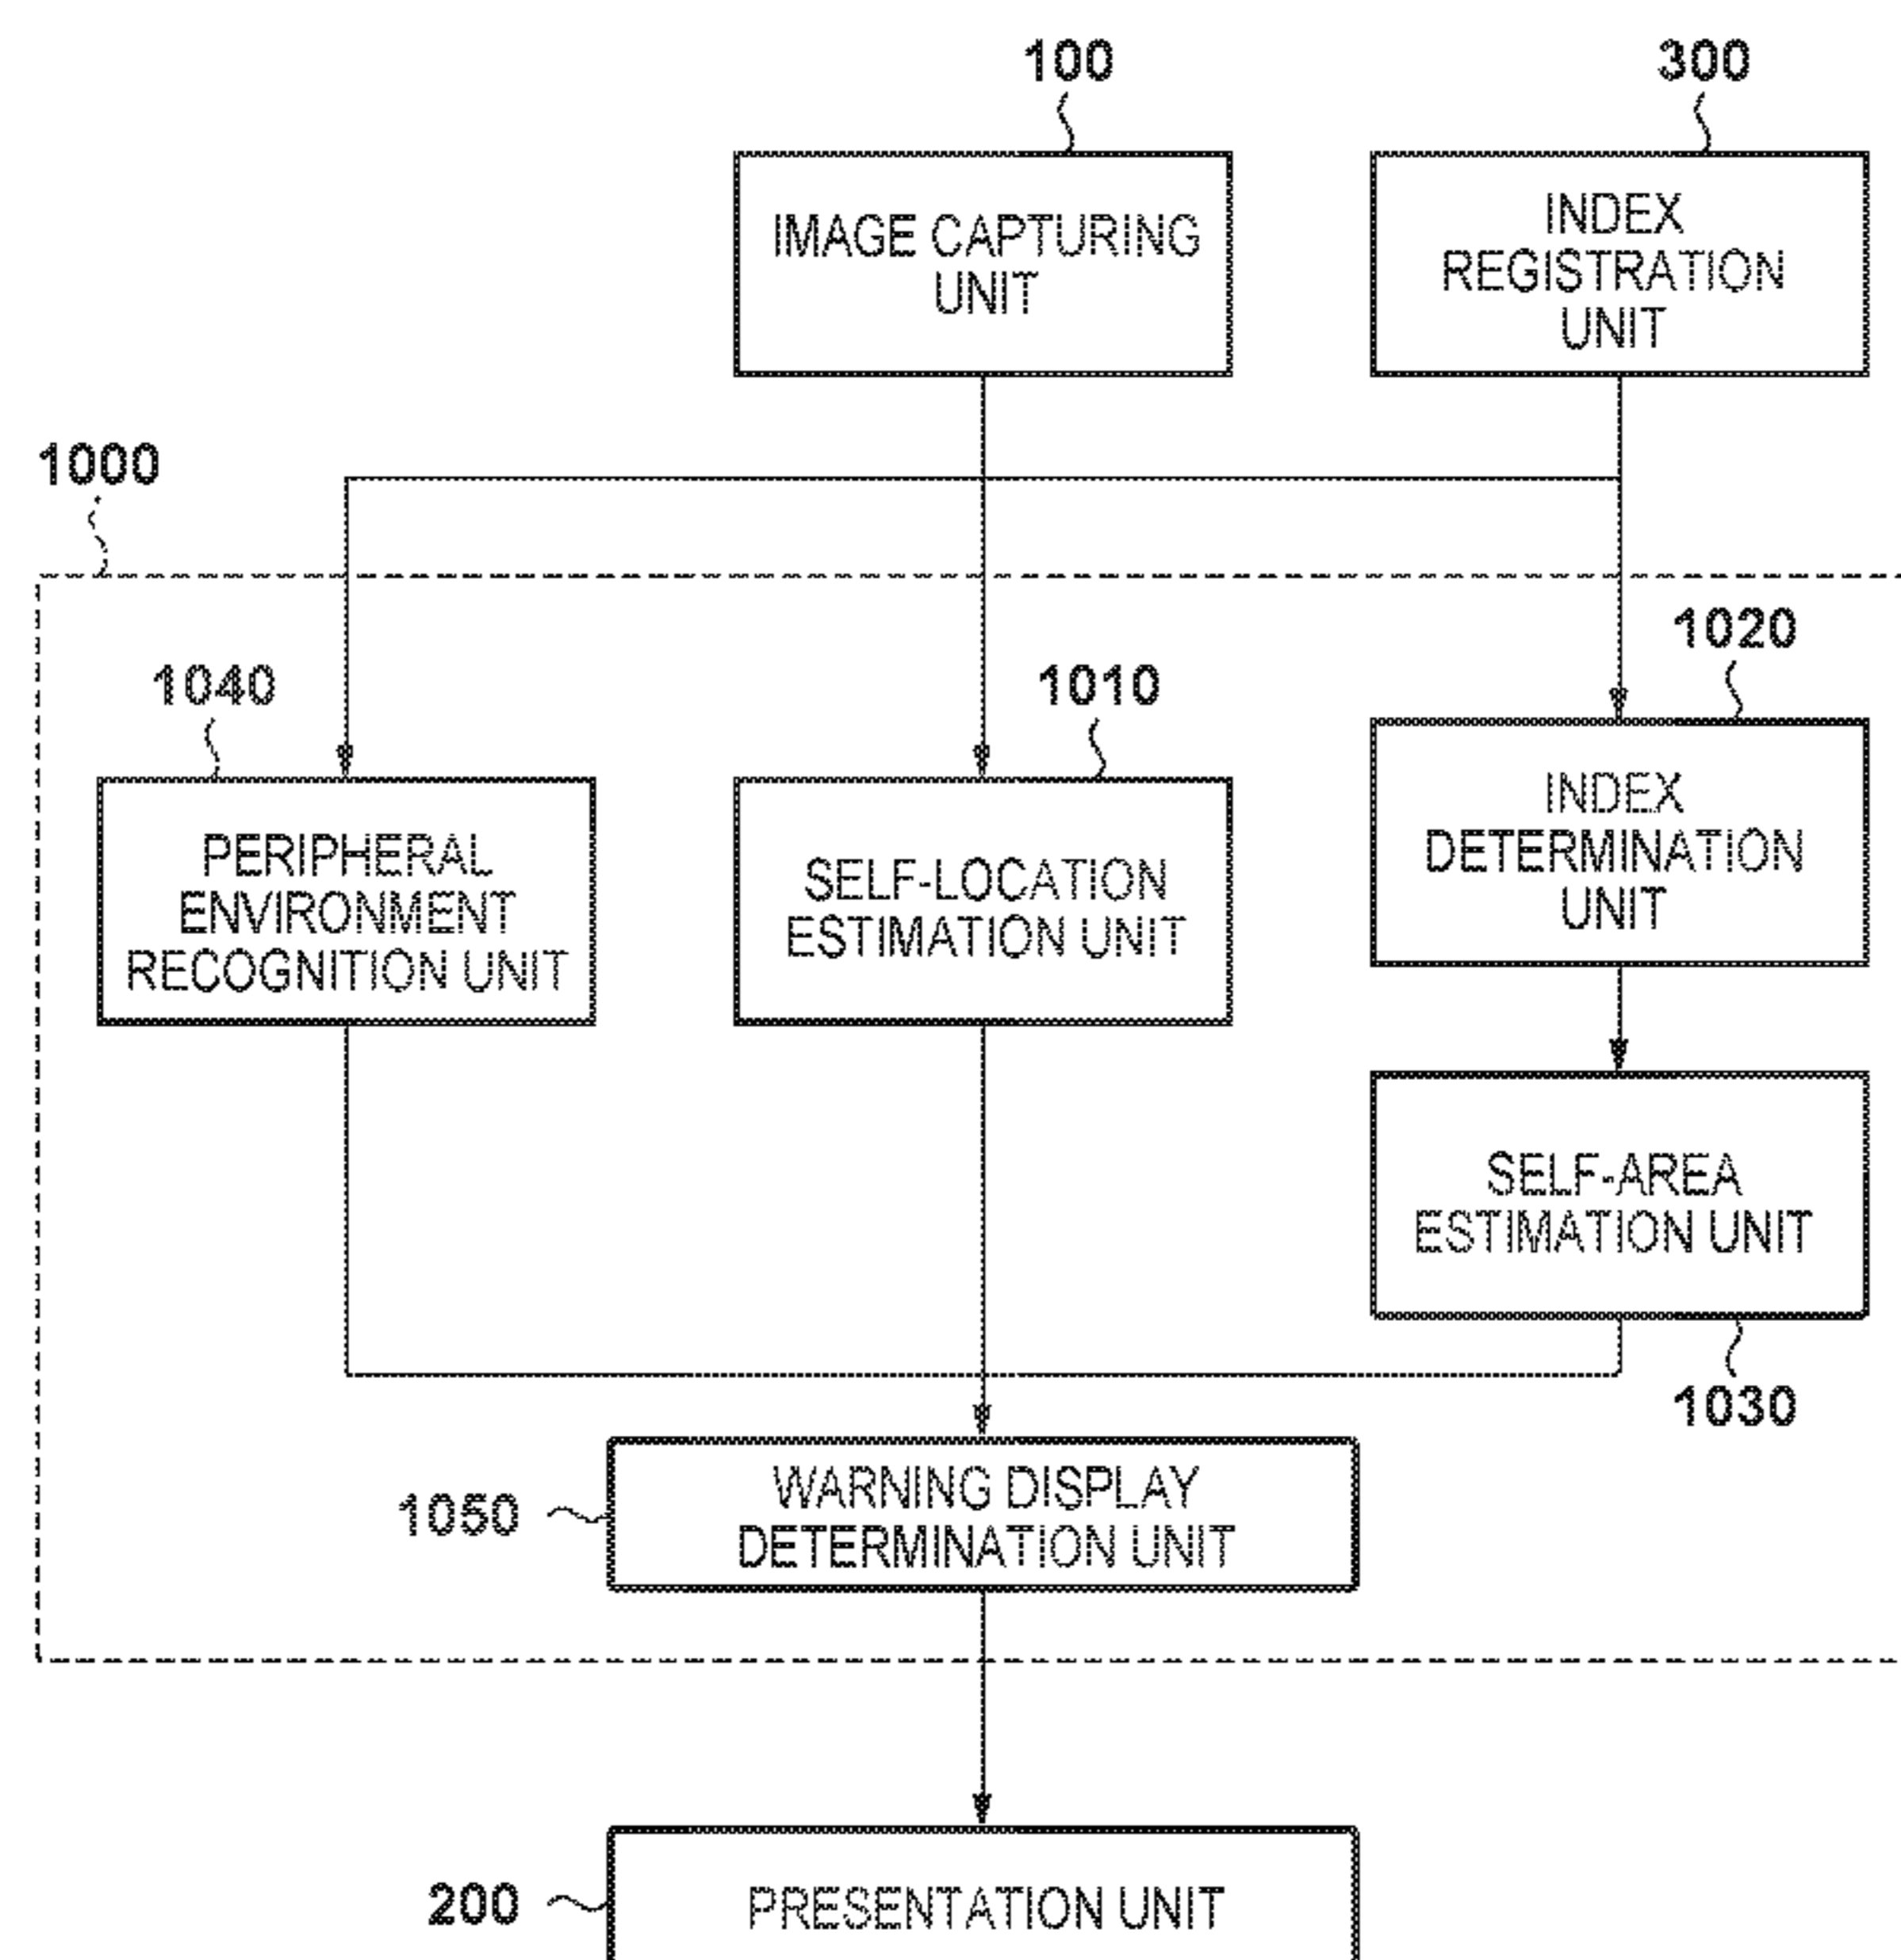 100
300
IMAGE CAPTURING
UNIT
INDEX
REGISTRATION
UNIT
1000
1040
1010
1020
PERIPHERAL
ENVIRONMENT
RECOGNITION UNIT
SELF-LOCATION
ESTIMATION UNIT
INDEX
DETERMINATION
UNIT
SELF-AREA
ESTIMATION UNIT
1030
1050
WARNING DISPLAY
DETERMINATION UNIT
200
PRESENTATION UNIT